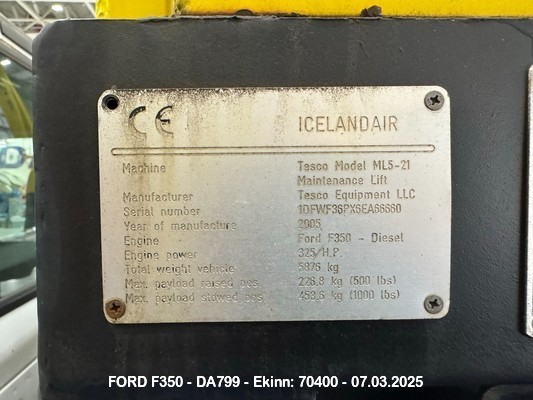 CE ICELANDAIR
Machine Tesco Model ML5-21
Maintenance Lift
Manufacturer Tesco Equipment LLC
Serial number
Year of manufacture 2005
Engine Ford F350 - Diesel
Engine power 325/H.P.
Total weight vehicle 5976 kg
Max. payload raised pos 226,8 kg (500 lbs)
Max. payload stowed pos 453,6 kg (1000 lbs)
FORD F350 - DA799 - Ekinn: 70400 - 07.03.2025